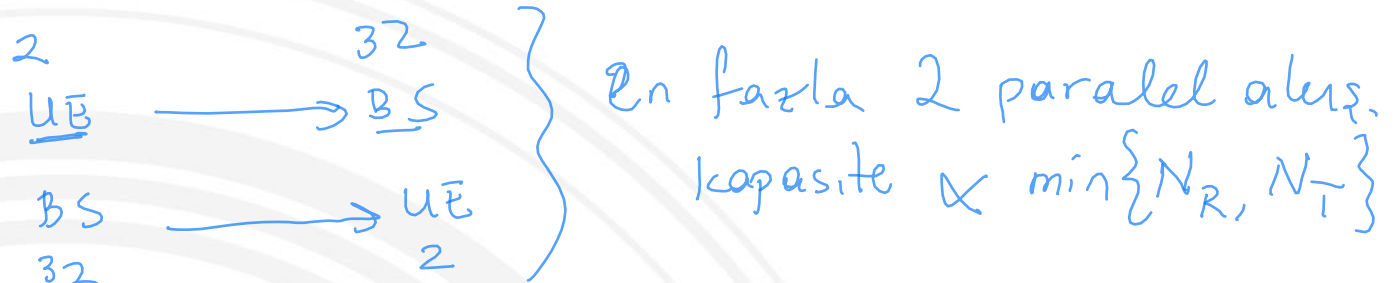 2 32
UE → BS
BS → UE
32 2
en fazla 2 paralel akış.
kapasite ∝ min{N_R, N_T}